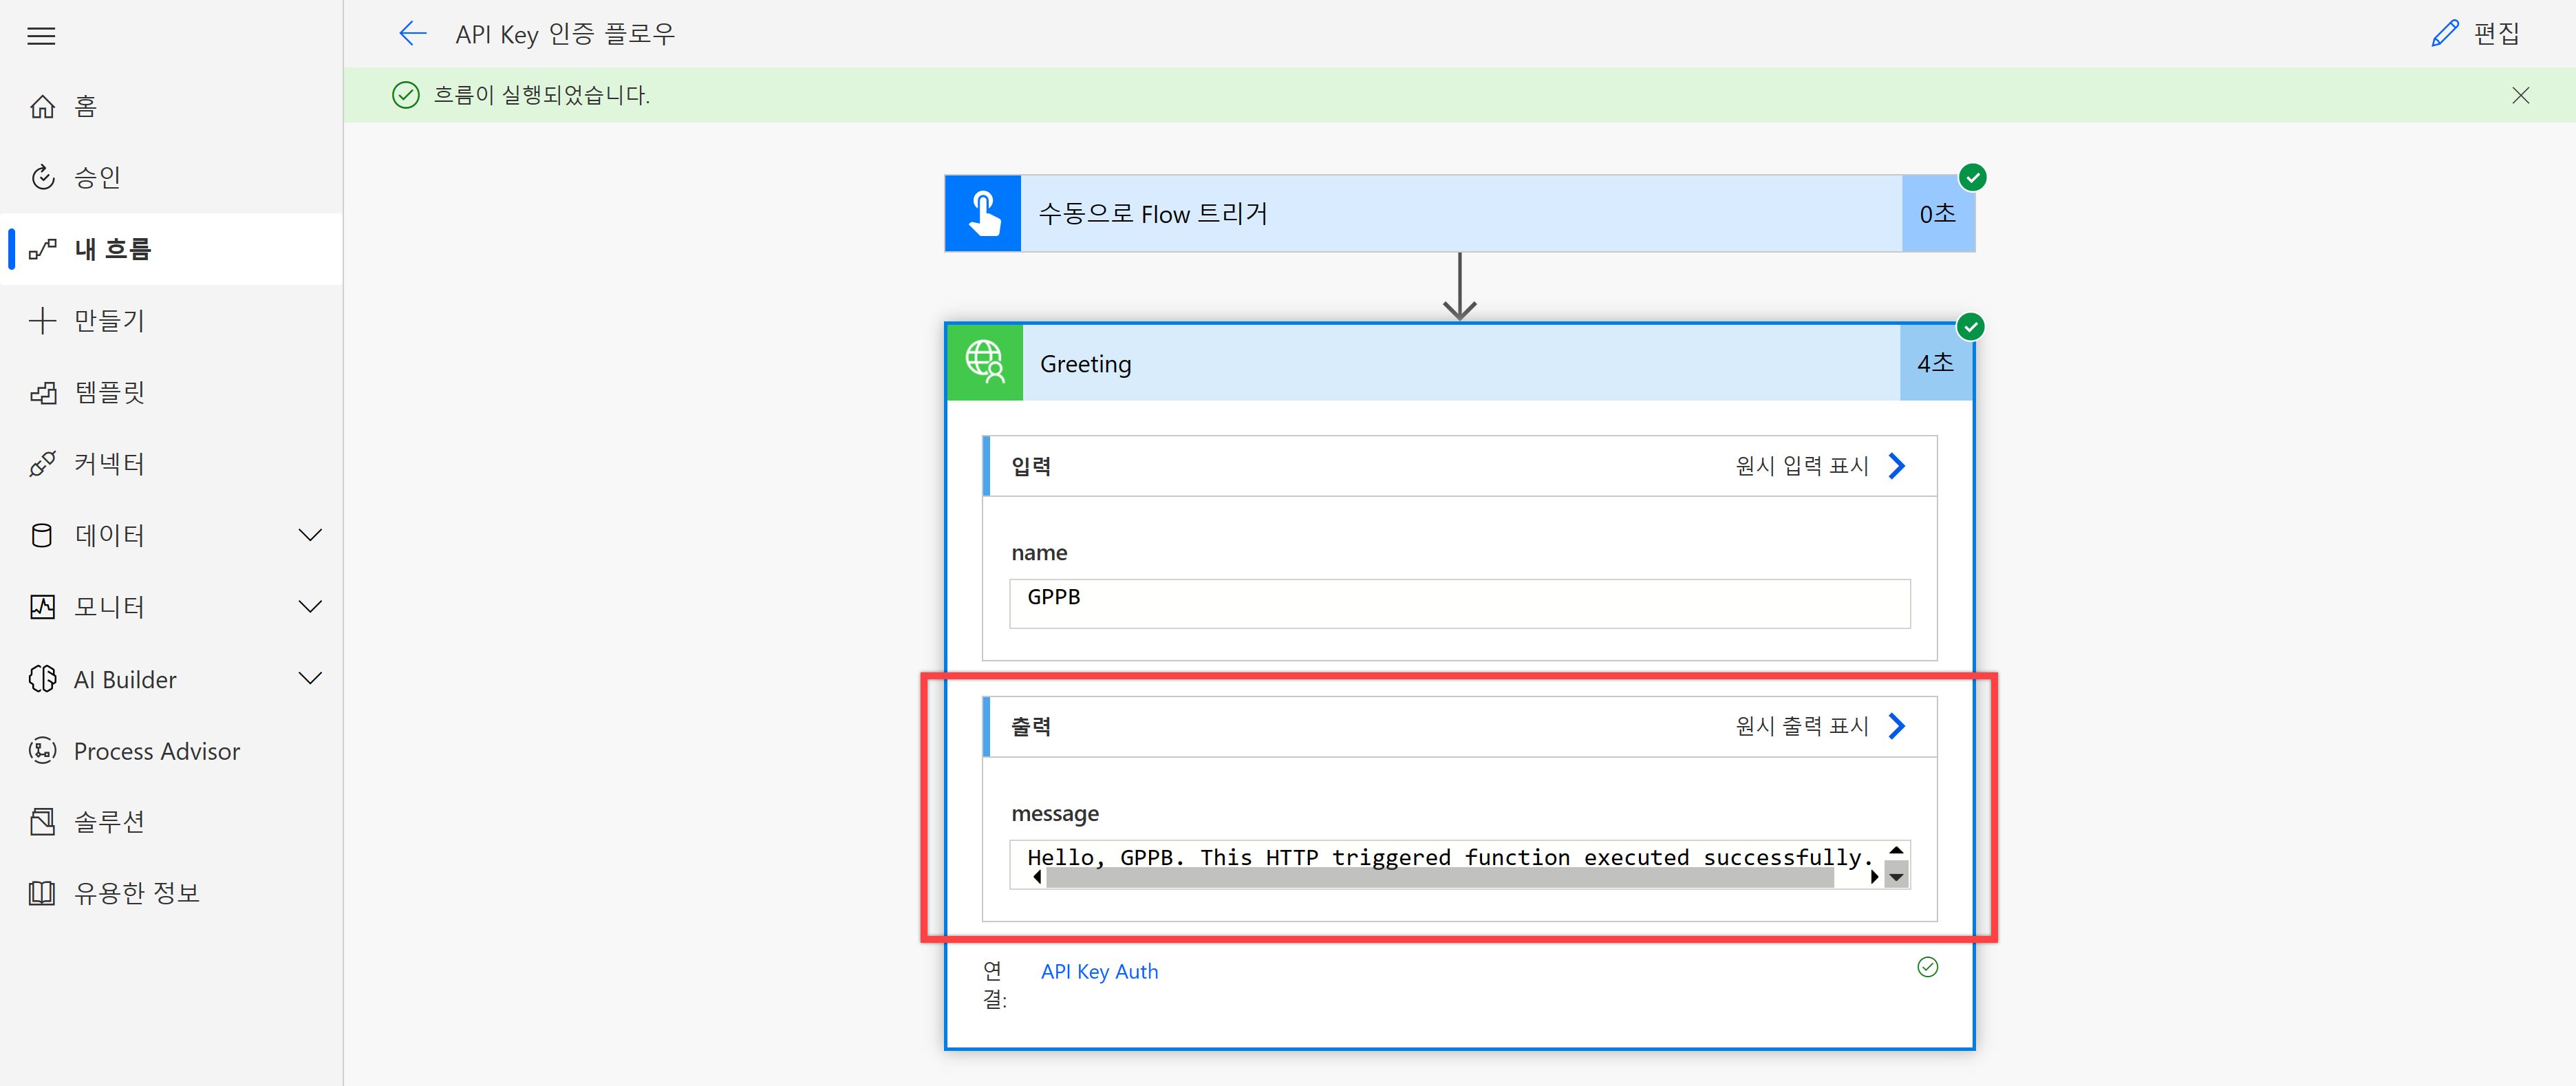 API Key 인증 플로우
편집
흐름이 실행되었습니다.
홈
승인
내 흐름
만들기
템플릿
커넥터
데이터
모니터
AI Builder
Process Advisor
솔루션
유용한 정보
수동으로 Flow 트리거
0초
Greeting
4초
입력
원시 입력 표시
name
GPPB
출력
원시 출력 표시
message
Hello, GPPB. This HTTP triggered function executed successfully.
연
결:
API Key Auth